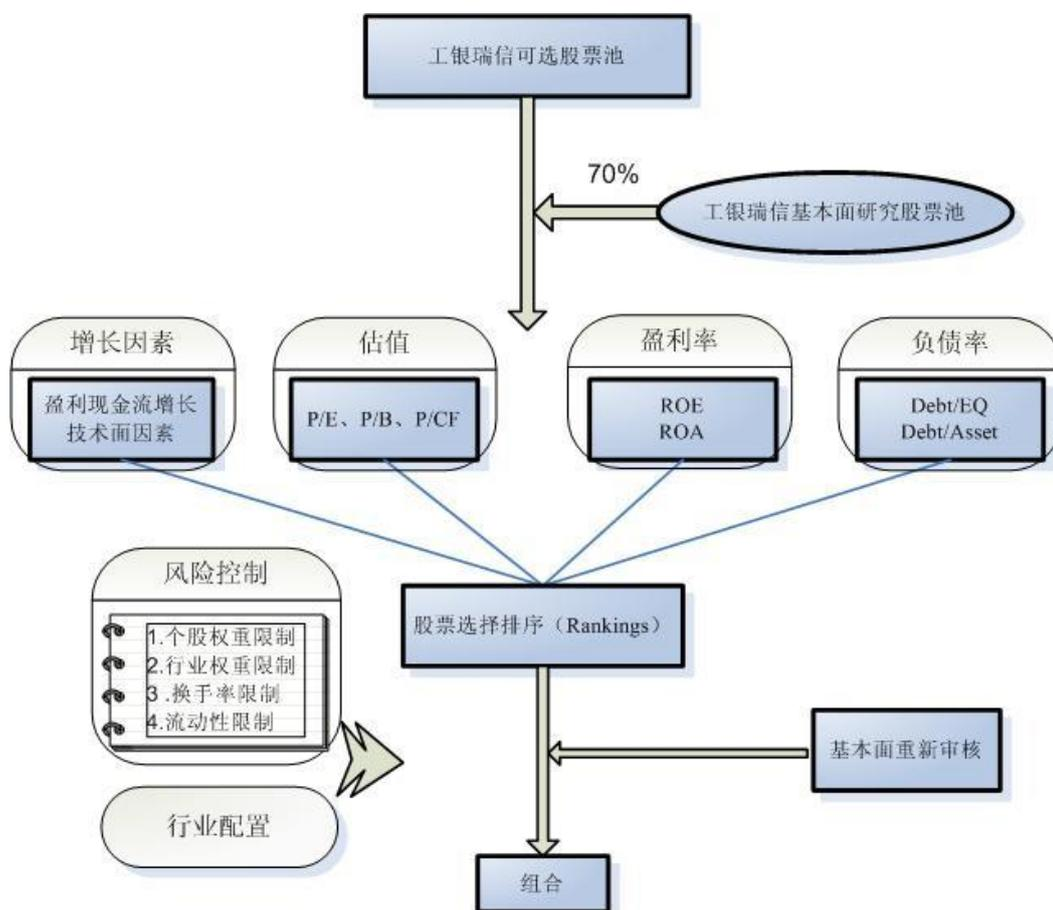 工银瑞信可选股票池
70%
工银瑞信基本面研究股票池
增长因素
盈利现金流增长
技术面因素
估值
P/E、P/B、P/CF
盈利率
ROE
ROA
负债率
Debt/EQ
Debt/Asset
风险控制
1.个股权重限制
2.行业权重限制
3 .换手率限制
4.流动性限制
股票选择排序（Rankings）
基本面重新审核
行业配置
组合